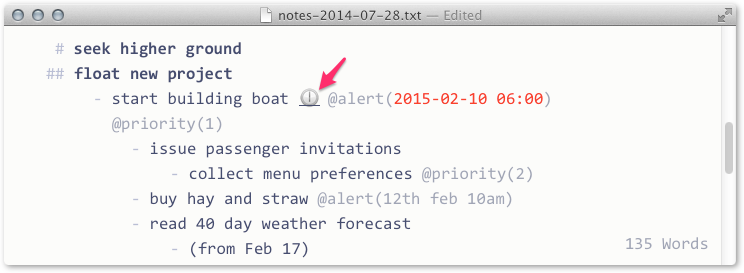 notes-2014-07-28.txt — Edited
# seek higher ground
## float new project
- start building boat 🕕 @alert(2015-02-10 06:00)
@priority(1)
- issue passenger invitations
- collect menu preferences @priority(2)
- buy hay and straw @alert(12th feb 10am)
- read 40 day weather forecast
- (from Feb 17)
135 Words